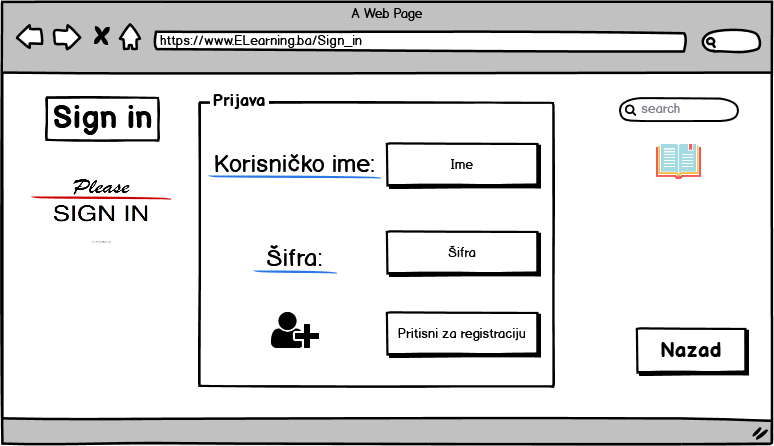 A Web Page
https://www.ELearning.ba/Sign_in
Sign in
Please
SIGN IN
Prijava
Korisničko ime:
Ime
Šifra:
Šifra
Pritisni za registraciju
search
Nazad